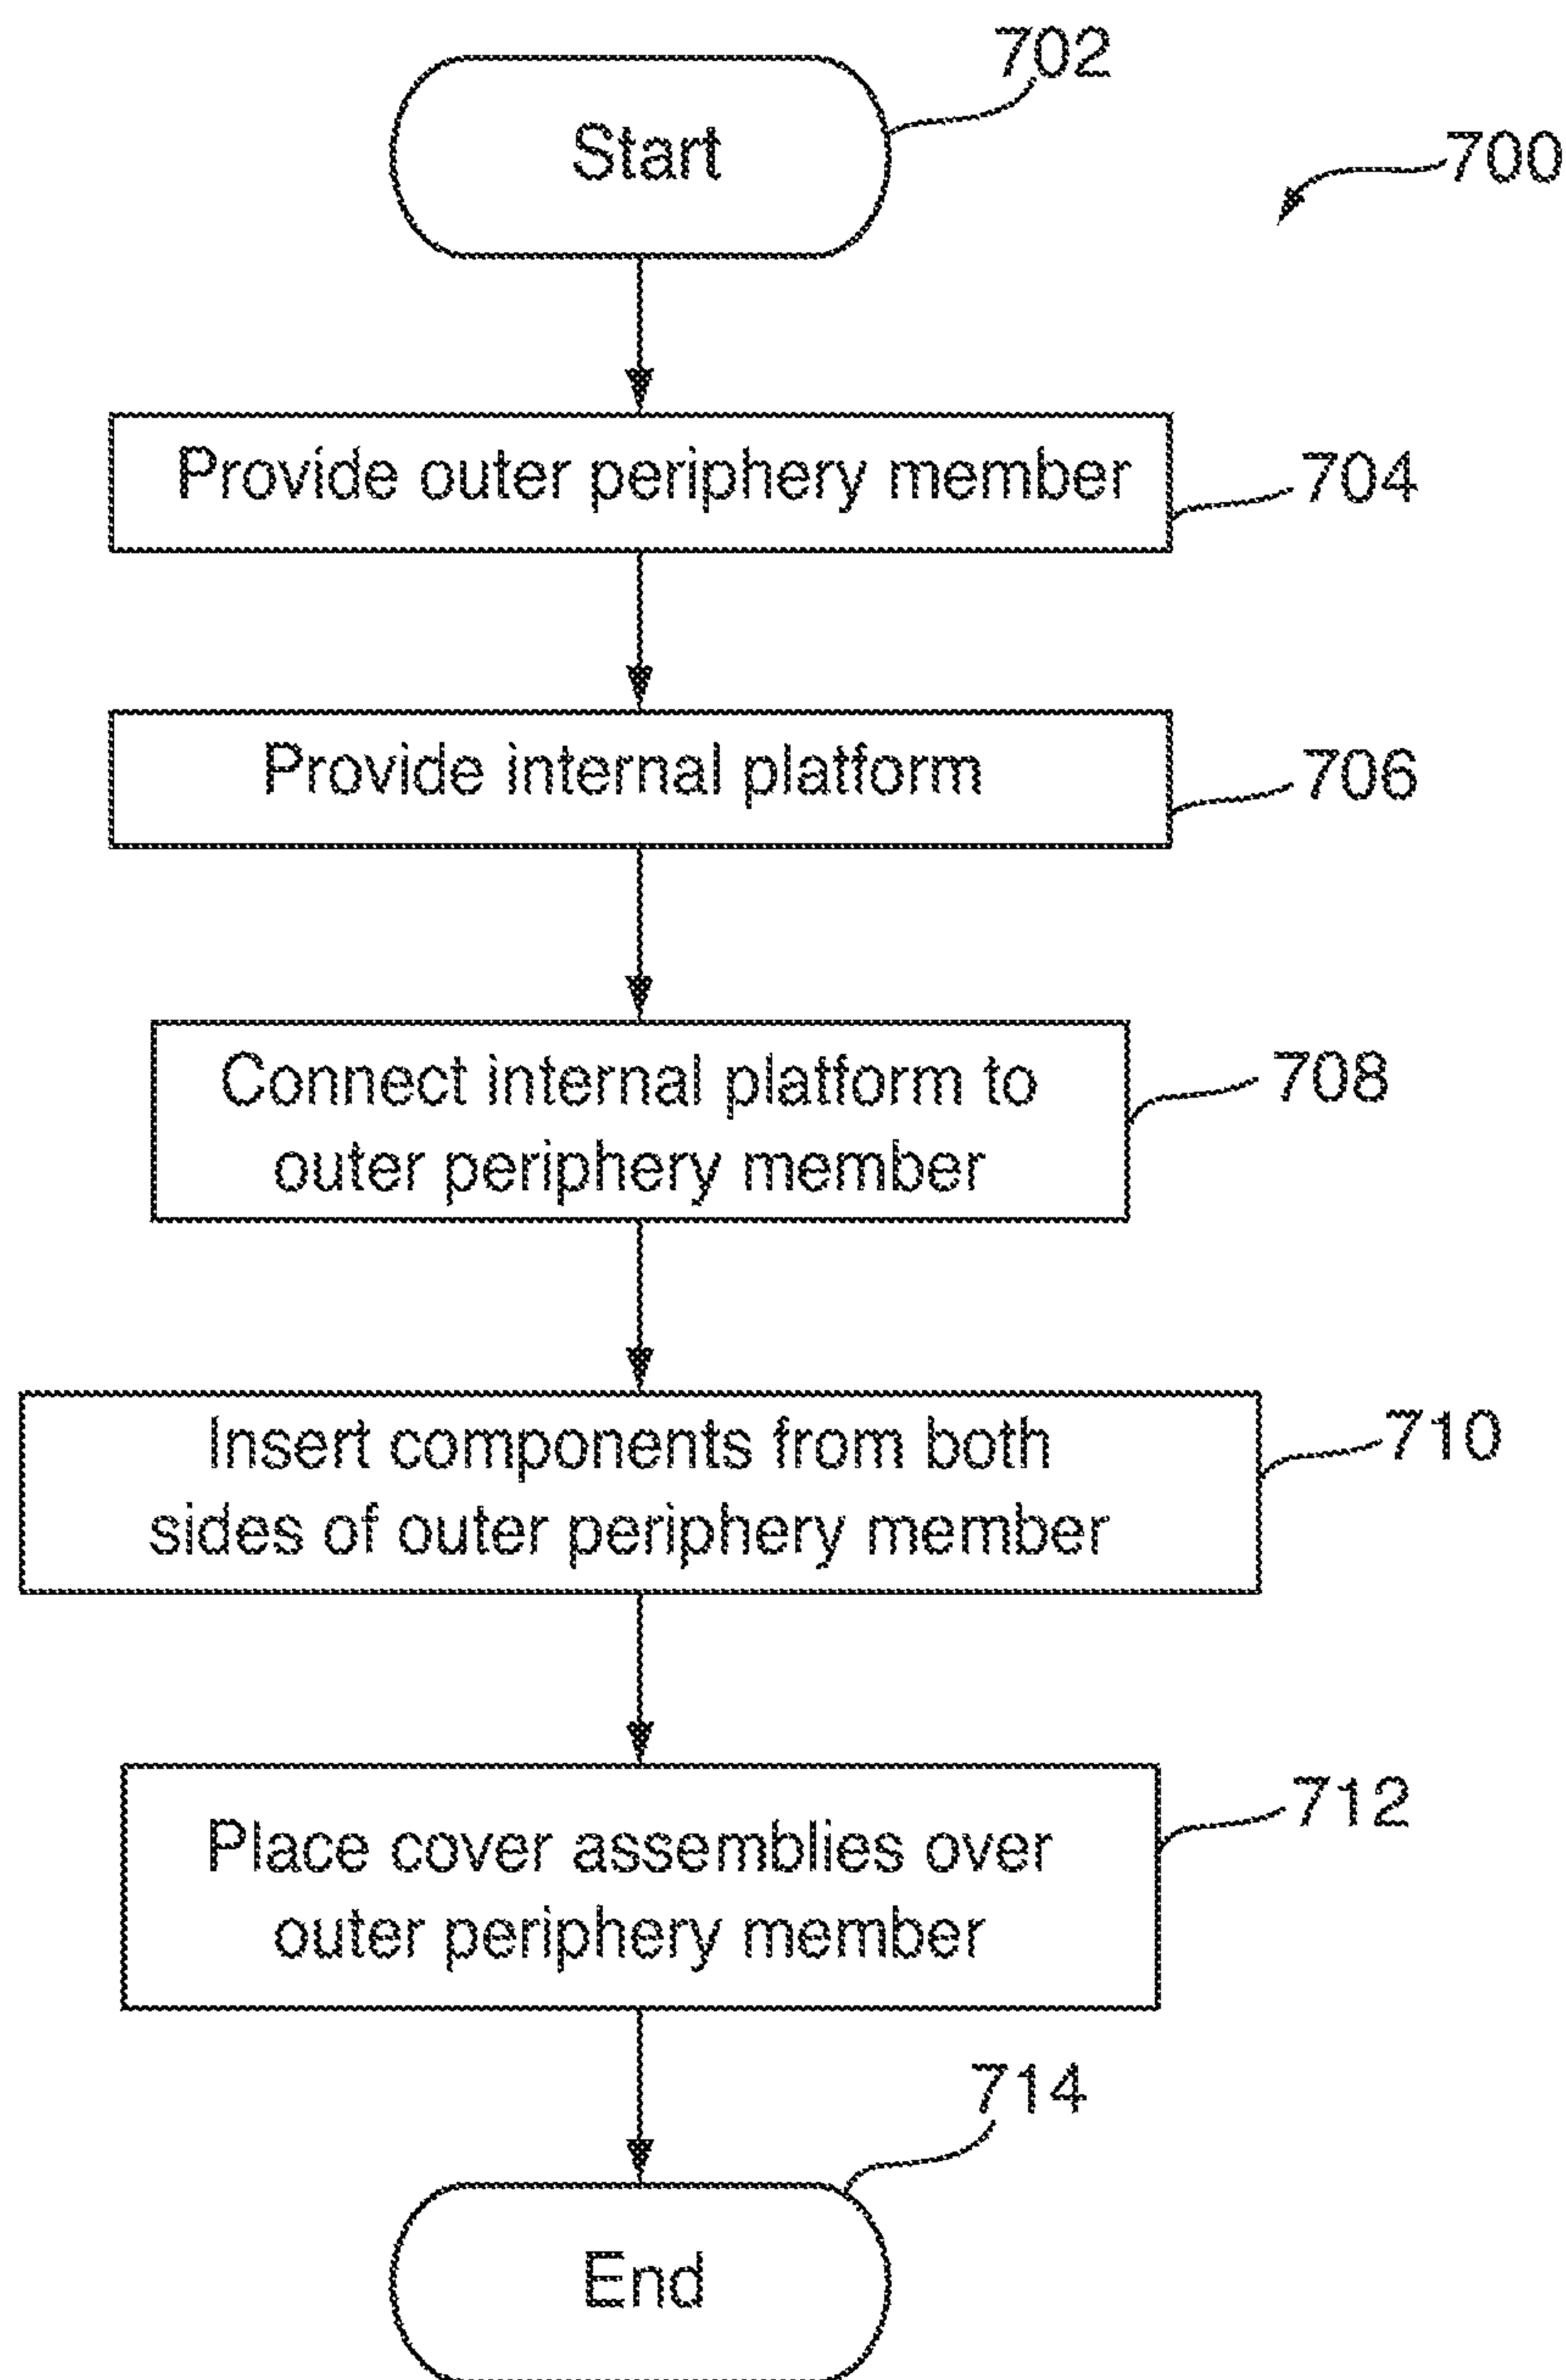 702
Start
700
Provide outer periphery member
704
Provide internal platform
706
Connect internal platform to
outer periphery member
708
Insert components from both
sides of outer periphery member
710
Place cover assemblies over
outer periphery member
712
714
End